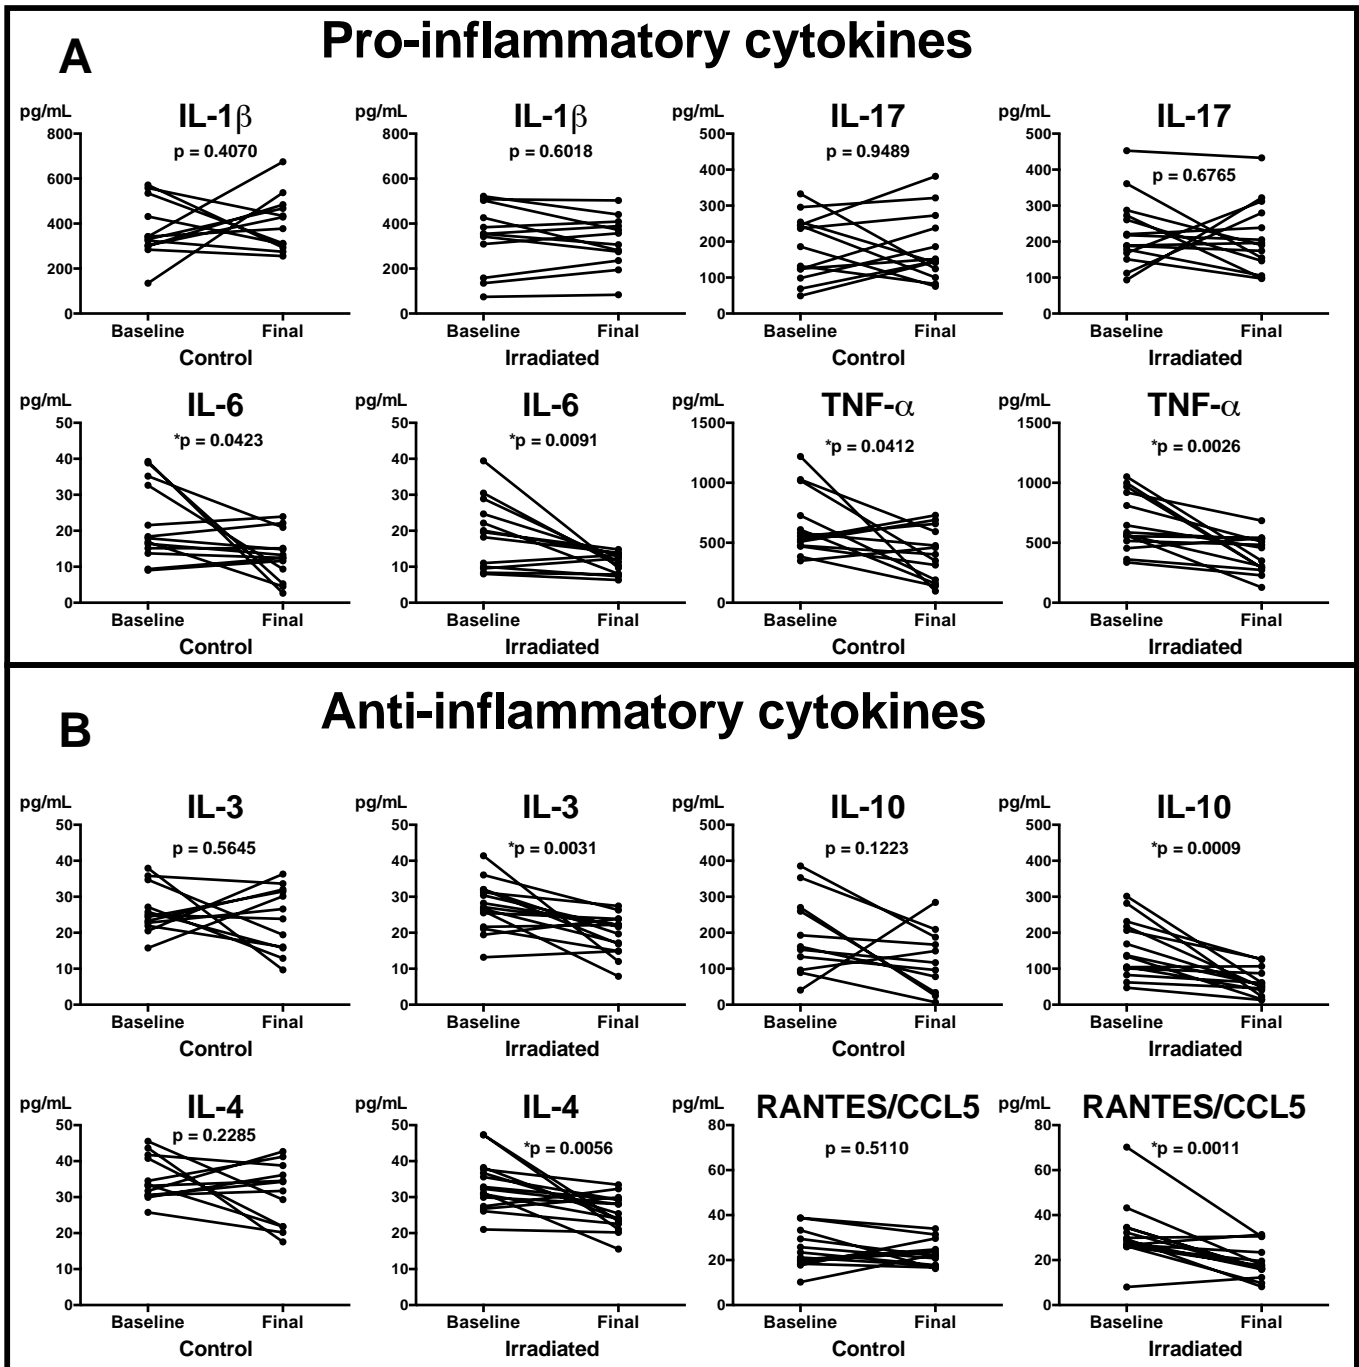 A
Pro-inflammatory cytokines
pg/mL
IL-1β
p = 0.4070
800
600
400
200
0
Baseline Final
Control
pg/mL
IL-1β
p = 0.6018
800
600
400
200
0
Baseline Final
Irradiated
pg/mL
IL-17
p = 0.9489
500
400
300
200
100
0
Baseline Final
Control
pg/mL
IL-17
p = 0.6765
500
400
300
200
100
0
Baseline Final
Irradiated
pg/mL
IL-6
*p = 0.0423
50
40
30
20
10
0
Baseline Final
Control
pg/mL
IL-6
*p = 0.0091
50
40
30
20
10
0
Baseline Final
Irradiated
pg/mL
TNF-α
*p = 0.0412
1500
1000
500
0
Baseline Final
Control
pg/mL
TNF-α
*p = 0.0026
1500
1000
500
0
Baseline Final
Irradiated
B
Anti-inflammatory cytokines
pg/mL
IL-3
p = 0.5645
50
40
30
20
10
0
Baseline Final
Control
pg/mL
IL-3
*p = 0.0031
50
40
30
20
10
0
Baseline Final
Irradiated
pg/mL
IL-10
p = 0.1223
500
400
300
200
100
0
Baseline Final
Control
pg/mL
IL-10
*p = 0.0009
500
400
300
200
100
0
Baseline Final
Irradiated
pg/mL
IL-4
p = 0.2285
50
40
30
20
10
0
Baseline Final
Control
pg/mL
IL-4
*p = 0.0056
50
40
30
20
10
0
Baseline Final
Irradiated
pg/mL
RANTES/CCL5
p = 0.5110
80
60
40
20
0
Baseline Final
Control
pg/mL
RANTES/CCL5
*p = 0.0011
80
60
40
20
0
Baseline Final
Irradiated